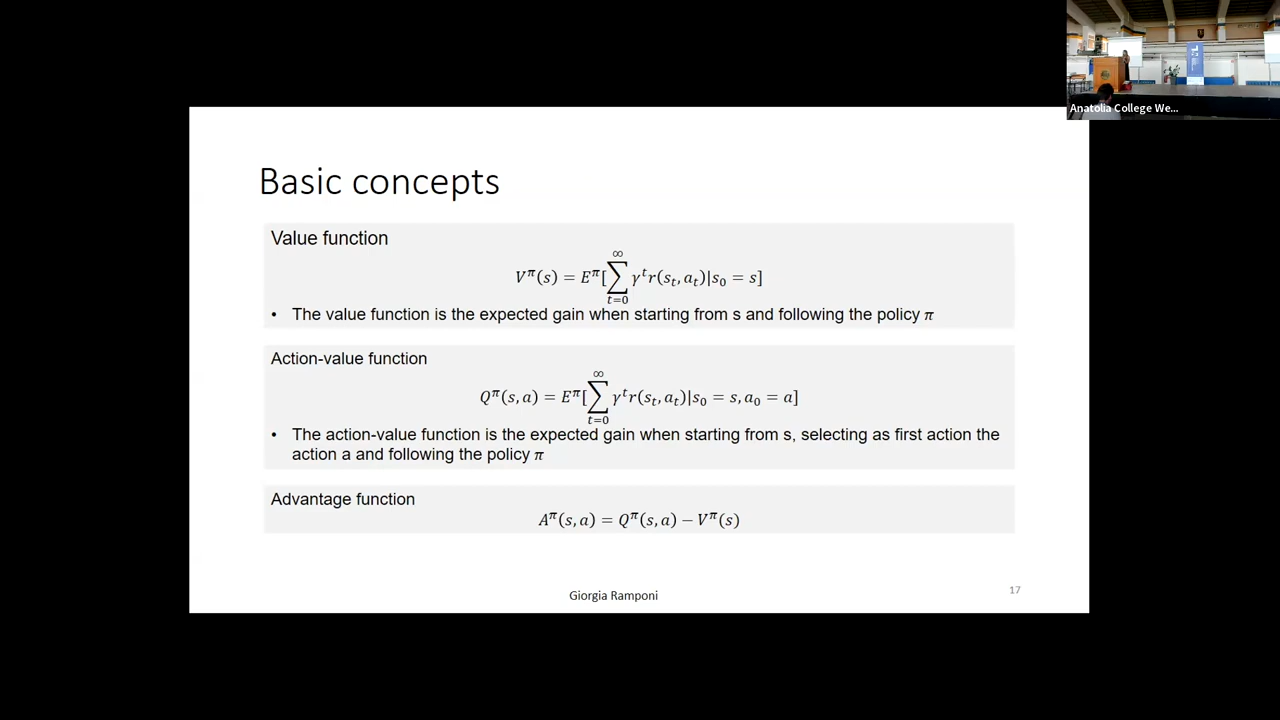 Anatolia College We...
Basic concepts
Value function
V^π(s) = E^π[∑_{t=0}^{∞} γ^t r(s_t, a_t)|s_0 = s]
• The value function is the expected gain when starting from s and following the policy π
Action-value function
Q^π(s, a) = E^π[∑_{t=0}^{∞} γ^t r(s_t, a_t)|s_0 = s, a_0 = a]
• The action-value function is the expected gain when starting from s, selecting as first action the
action a and following the policy π
Advantage function
A^π(s, a) = Q^π(s, a) − V^π(s)
Giorgia Ramponi
17